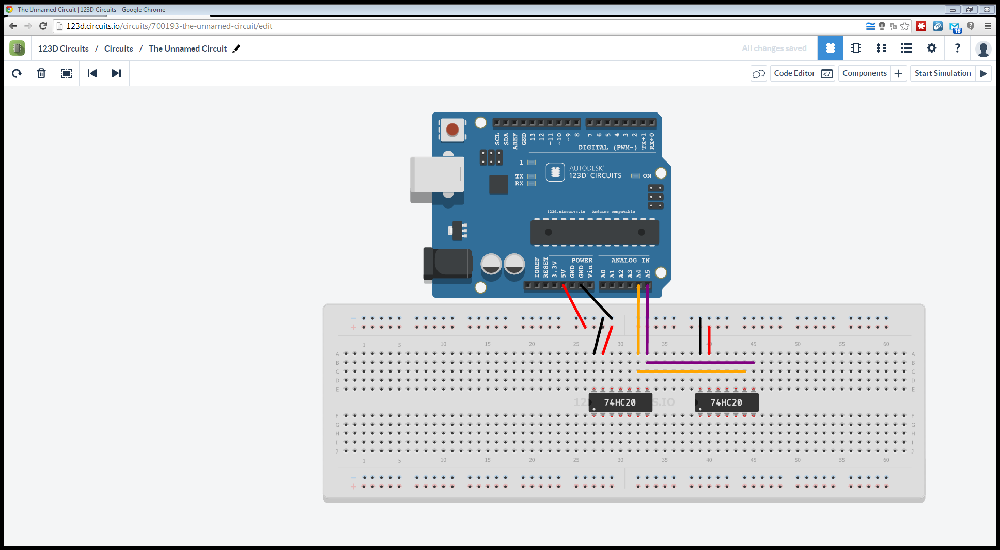 The Unnamed Circuit | 123D Circuits - Google Chrome
123d.circuits.io/circuits/700193-the-unnamed-circuit/edit
16
123D Circuits / Circuits / The Unnamed Circuit
All changes saved
?
Code Editor
Components
Start Simulation
SCL SDA AREF GND 13 12 ~11 ~10 ~9 8 7 6 5 4 3 2 TX→1 RX←0
DIGITAL (PWM~)
l
TX
RX
AUTODESK
123D CIRCUITS
ON
123d.circuits.io - Arduino compatible
POWER
ANALOG IN
IOREF RESET 3.3V 5V GND GND Vin A0 A1 A2 A3 A4 A5
−
+
1 5 10 15 20 25 30 35 40 45 50 55 60
A A
B B
C C
D D
E E
12 S.IO
74HC20 74HC20
F F
G G
H H
I I
J J
1 5 10 15 20 25 30 35 40 45 50 55 60
−
+